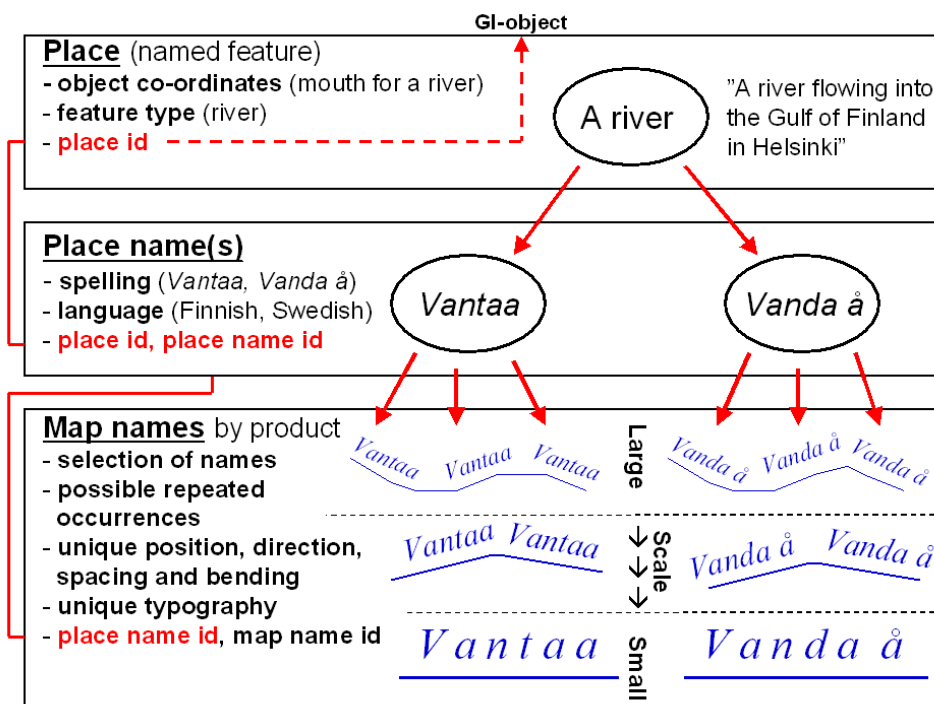 GI-object
Place (named feature)
- object co-ordinates (mouth for a river)
- feature type (river)
- place id
A river
”A river flowing into
the Gulf of Finland
in Helsinki”
Place name(s)
- spelling (Vantaa, Vanda å)
- language (Finnish, Swedish)
- place id, place name id
Vantaa
Vanda å
Map names by product
- selection of names
- possible repeated
occurrences
- unique position, direction,
spacing and bending
- unique typography
- place name id, map name id
Vantaa Vantaa Vantaa
Large
Vanda å Vanda å Vanda å
Vantaa Vantaa
Scale
Vanda å Vanda å
Vantaa
Small
Vanda å